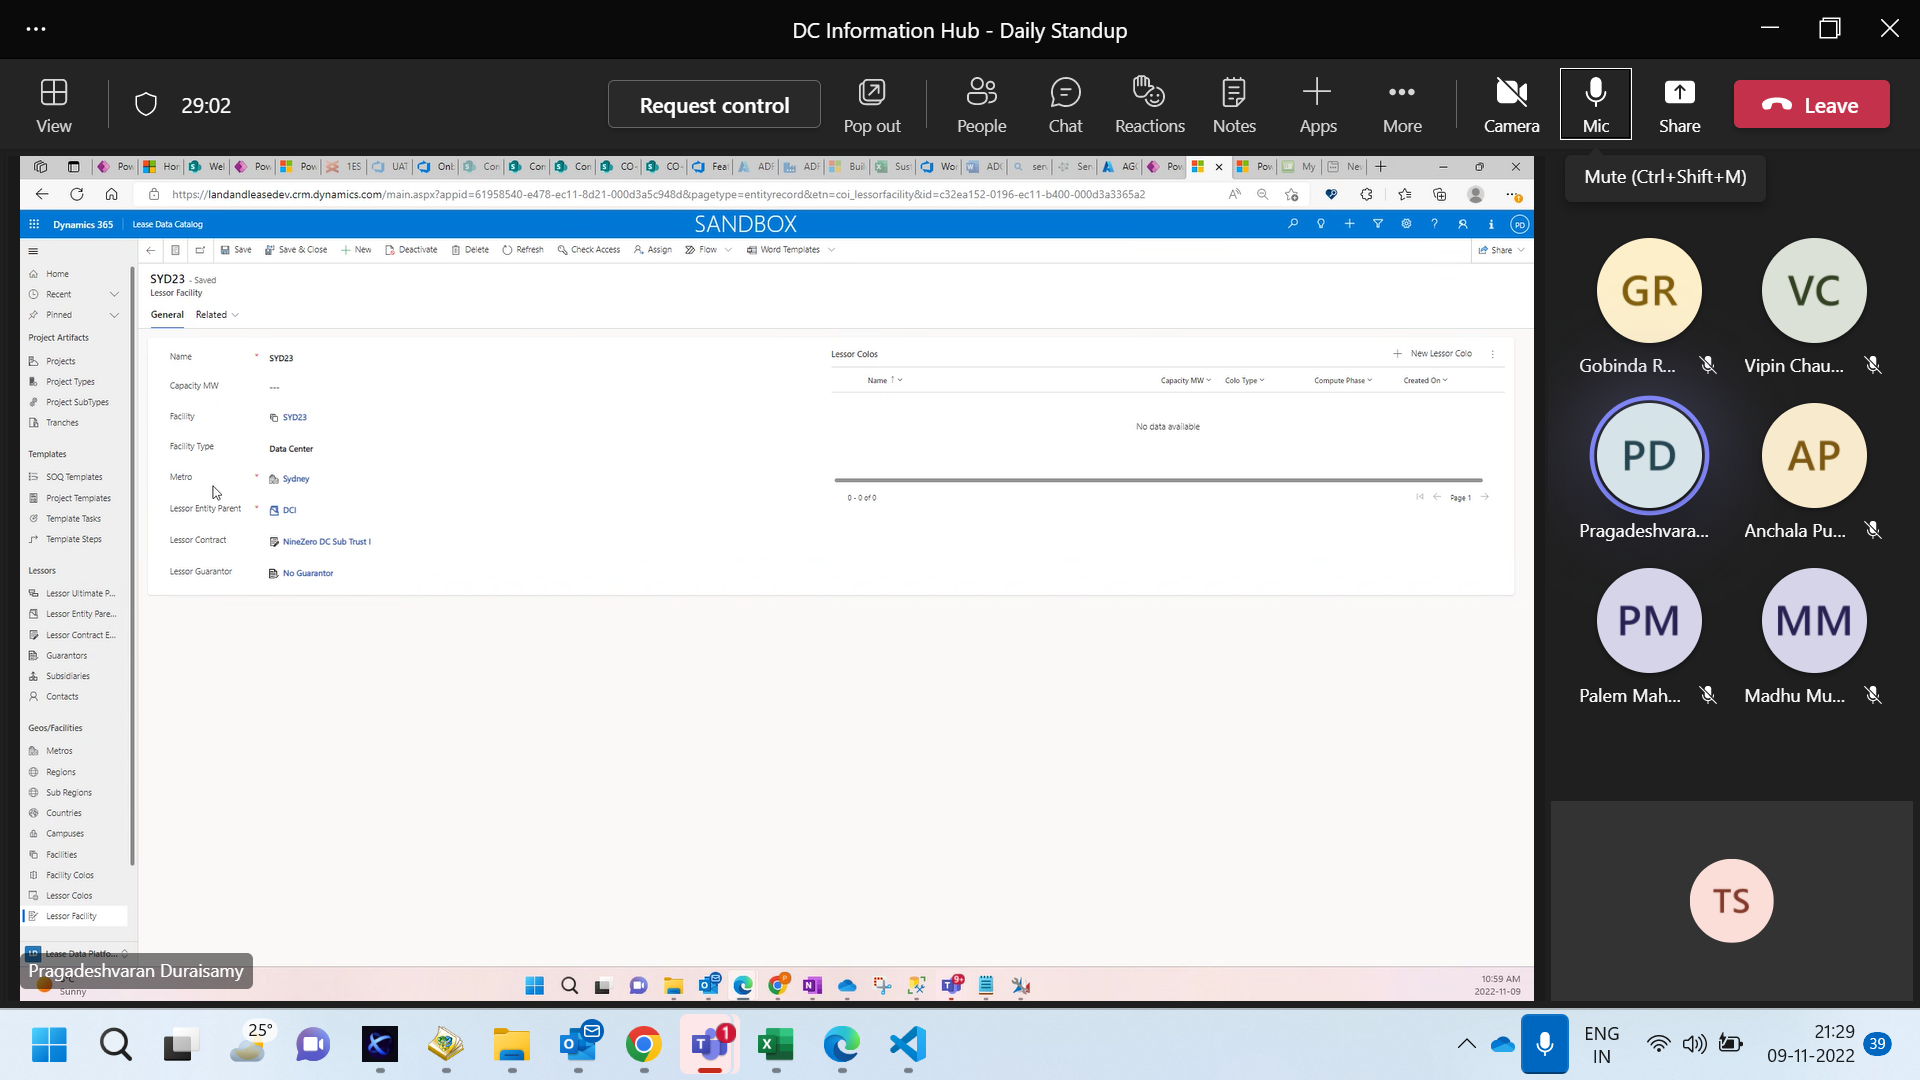 DC Information Hub - Daily Standup
View
29:02
Request control
Pop out
People
Chat
Reactions
Notes
Apps
More
Camera
Mic
Share
Leave
Mute (Ctrl+Shift+M)
https://landandleasedev.crm.dynamics.com/main.aspx?appid=61958540-e478-ec11-8d21-000d3a5c948d&pagetype=entityrecord&etn=coi_lessorfacility&id=c32ea152-0196-ec11-b400-000d3a3365a2
Dynamics 365
Lease Data Catalog
SANDBOX
PD
Save
Save & Close
New
Deactivate
Delete
Refresh
Check Access
Assign
Flow
Word Templates
Share
Home
Recent
Pinned
Project Artifacts
Projects
Project Types
Project SubTypes
Tranches
Templates
SOQ Templates
Project Templates
Template Tasks
Template Steps
Lessors
Lessor Ultimate P...
Lessor Entity Pare...
Lessor Contract E...
Guarantors
Subsidiaries
Contacts
Geos/Facilities
Metros
Regions
Sub Regions
Countries
Campuses
Facilities
Facility Colos
Lessor Colos
Lessor Facility
Lease Data Platfo...
SYD23 - Saved
Lessor Facility
General
Related
Name * SYD23
Capacity MW ---
Facility SYD23
Facility Type Data Center
Metro * Sydney
Lessor Entity Parent * DCI
Lessor Contract NineZero DC Sub Trust I
Lessor Guarantor No Guarantor
Lessor Colos
New Lessor Colo
Name
Capacity MW
Colo Type
Compute Phase
Created On
No data available
0 - 0 of 0
Page 1
Pragadeshvaran Duraisamy
Sunny
10:59 AM
2022-11-09
GR
Gobinda R...
VC
Vipin Chau...
PD
Pragadeshvara...
AP
Anchala Pu...
PM
Palem Mah...
MM
Madhu Mu...
TS
25°
1
ENG
IN
21:29
09-11-2022
39